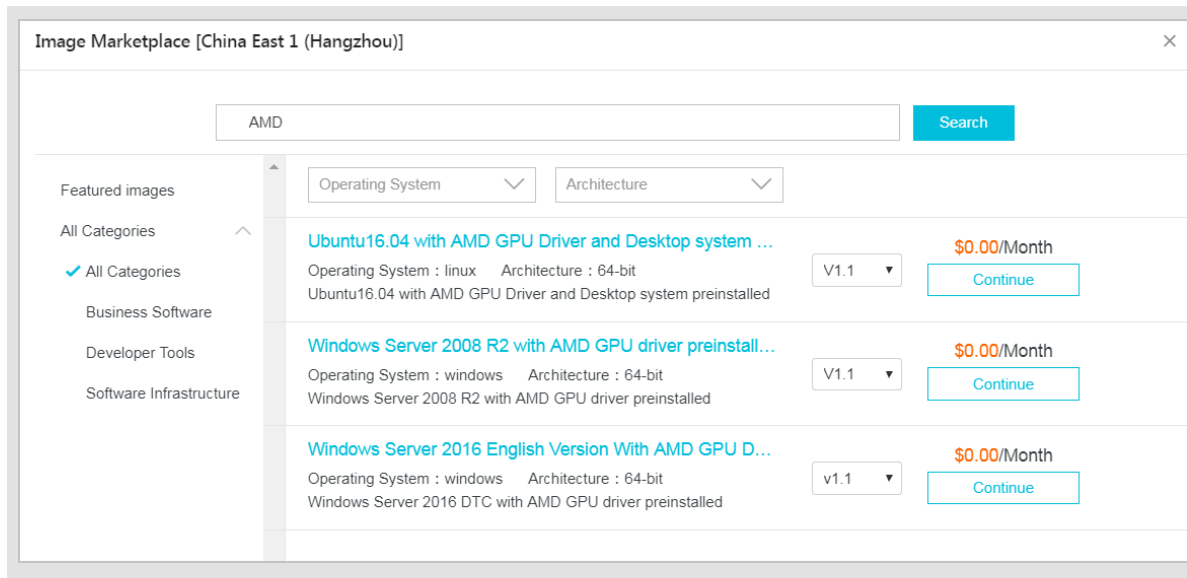 Image Marketplace [China East 1 (Hangzhou)]
AMD
Search
Featured images
All Categories
All Categories
Business Software
Developer Tools
Software Infrastructure
Operating System
Architecture
Ubuntu16.04 with AMD GPU Driver and Desktop system ...
Operating System：linux Architecture：64-bit
Ubuntu16.04 with AMD GPU Driver and Desktop system preinstalled
V1.1
$0.00/Month
Continue
Windows Server 2008 R2 with AMD GPU driver preinstall...
Operating System：windows Architecture：64-bit
Windows Server 2008 R2 with AMD GPU driver preinstalled
V1.1
$0.00/Month
Continue
Windows Server 2016 English Version With AMD GPU D...
Operating System：windows Architecture：64-bit
Windows Server 2016 DTC with AMD GPU driver preinstalled
v1.1
$0.00/Month
Continue